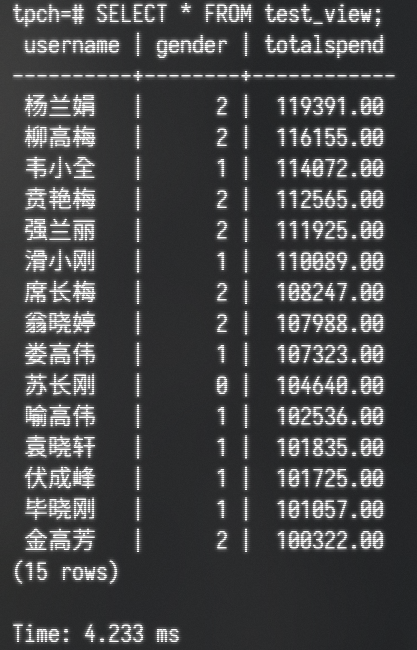 tpch=# SELECT * FROM test_view;
username | gender | totalspend
----------+--------+------------
杨兰娟 | 2 | 119391.00
柳高梅 | 2 | 116155.00
韦小全 | 1 | 114072.00
贲艳梅 | 2 | 112565.00
强兰丽 | 2 | 111925.00
滑小刚 | 1 | 110089.00
席长梅 | 2 | 108247.00
翁晓婷 | 2 | 107988.00
娄高伟 | 1 | 107323.00
苏长刚 | 0 | 104640.00
喻高伟 | 1 | 102536.00
袁晓轩 | 1 | 101835.00
伏成峰 | 1 | 101725.00
毕晓刚 | 1 | 101057.00
金高芳 | 2 | 100322.00
(15 rows)
Time: 4.233 ms